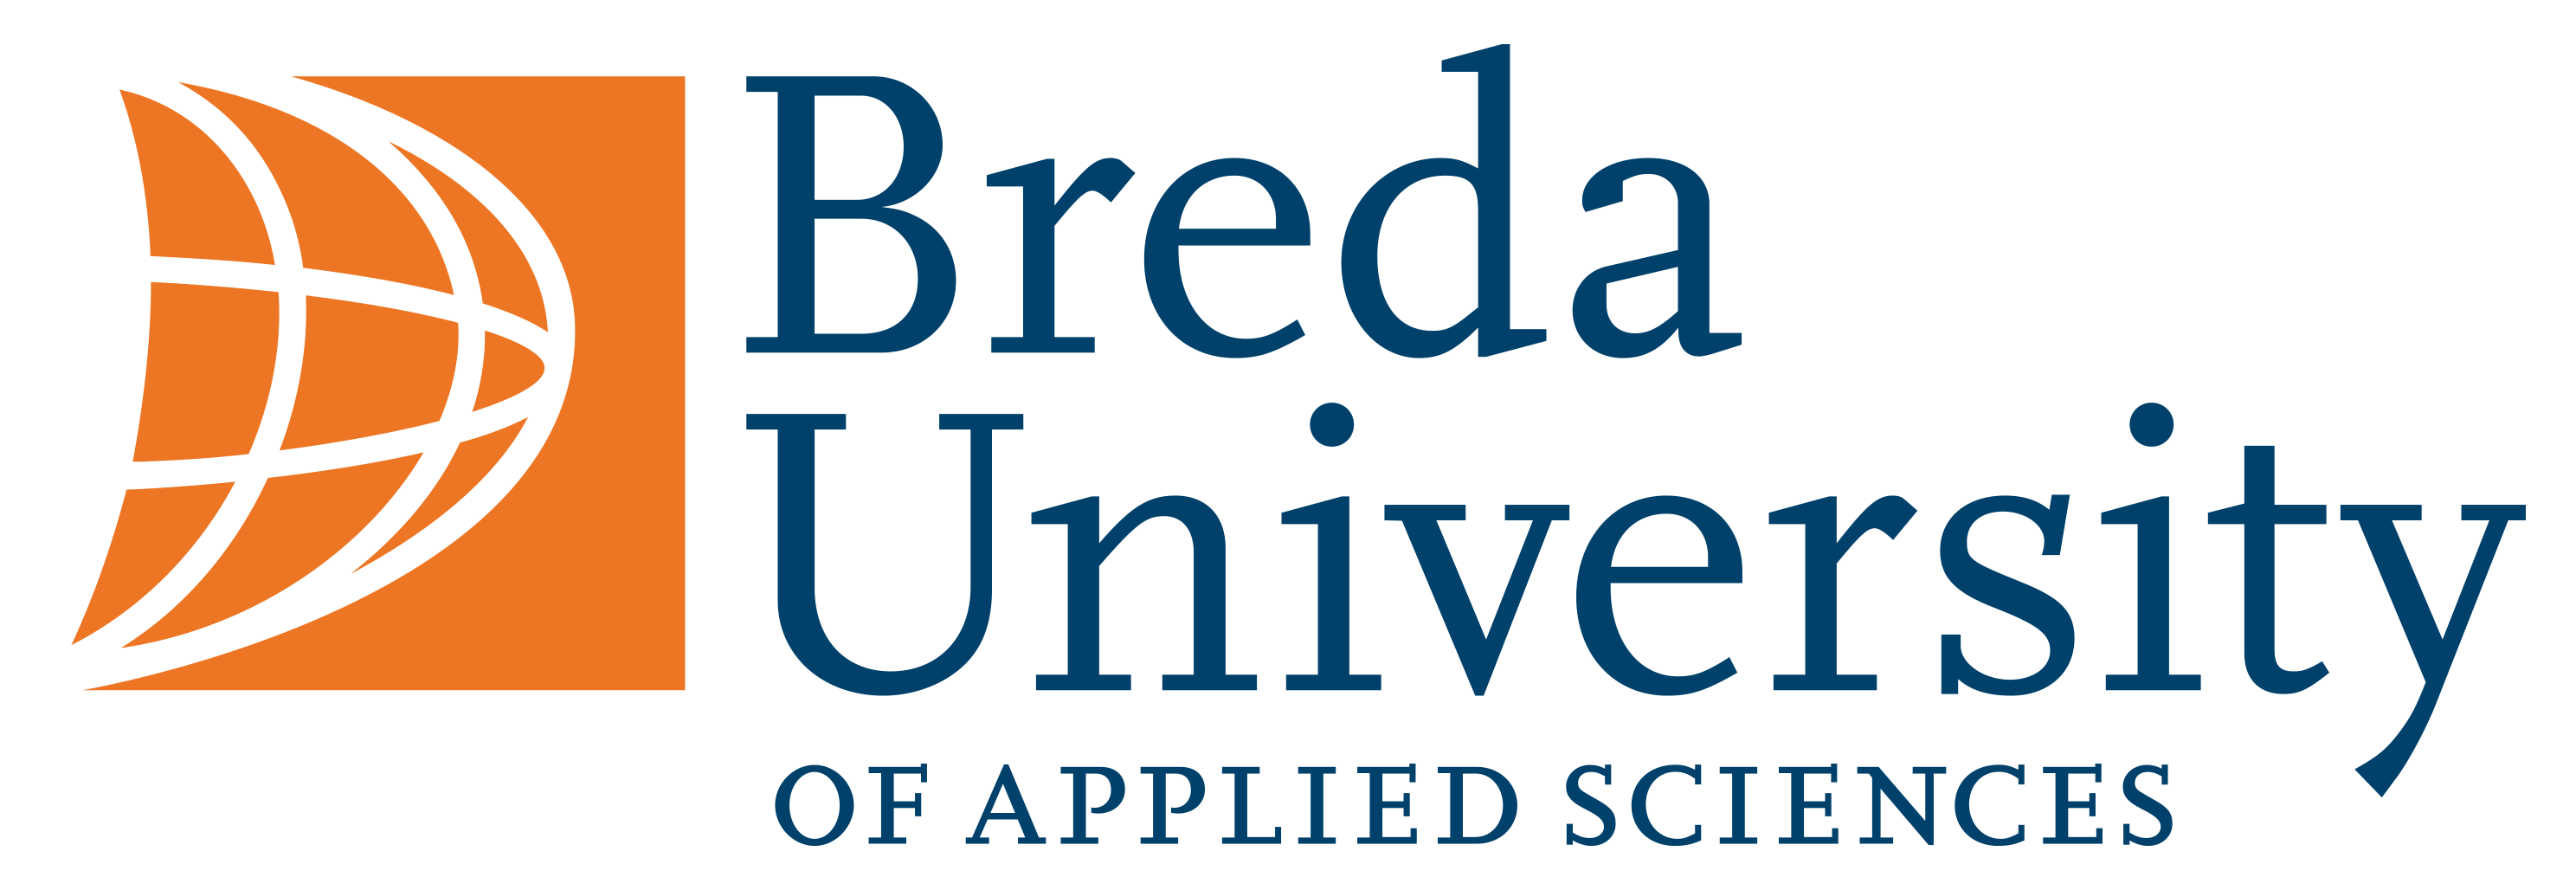 Breda
University
OF APPLIED SCIENCES